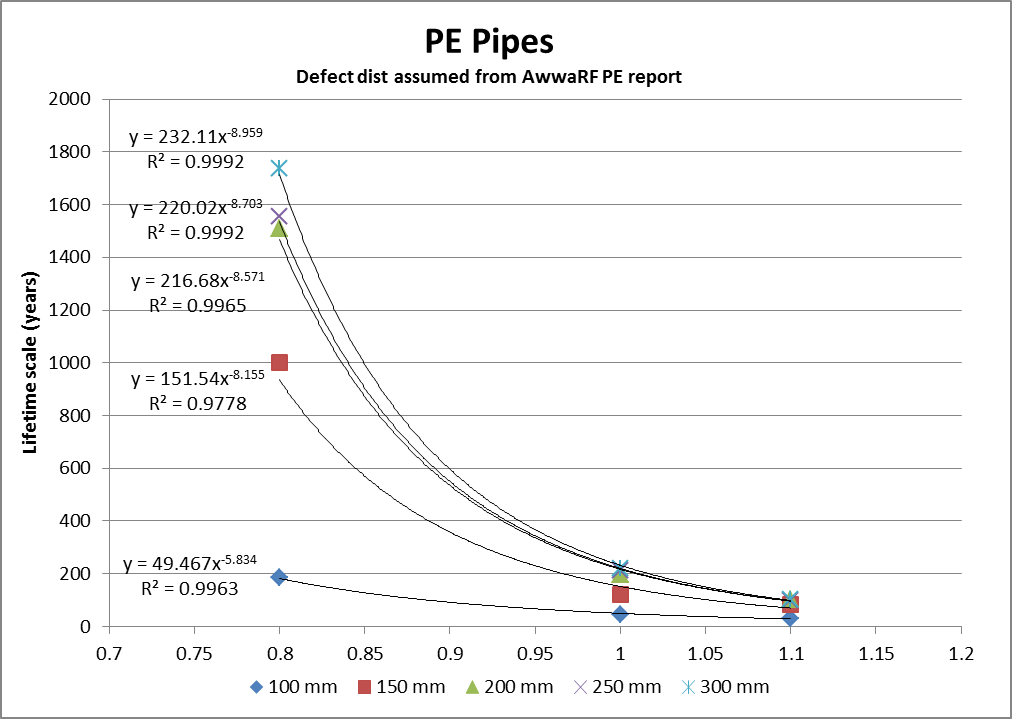 PE Pipes
Defect dist assumed from AwwaRF PE report
Lifetime scale (years)
2000
1800
1600
1400
1200
1000
800
600
400
200
0
y = 232.11x^-8.959
R² = 0.9992
y = 220.02x^-8.703
R² = 0.9992
y = 216.68x^-8.571
R² = 0.9965
y = 151.54x^-8.155
R² = 0.9778
y = 49.467x^-5.834
R² = 0.9963
0.7 0.75 0.8 0.85 0.9 0.95 1 1.05 1.1 1.15 1.2
100 mm 150 mm 200 mm 250 mm 300 mm